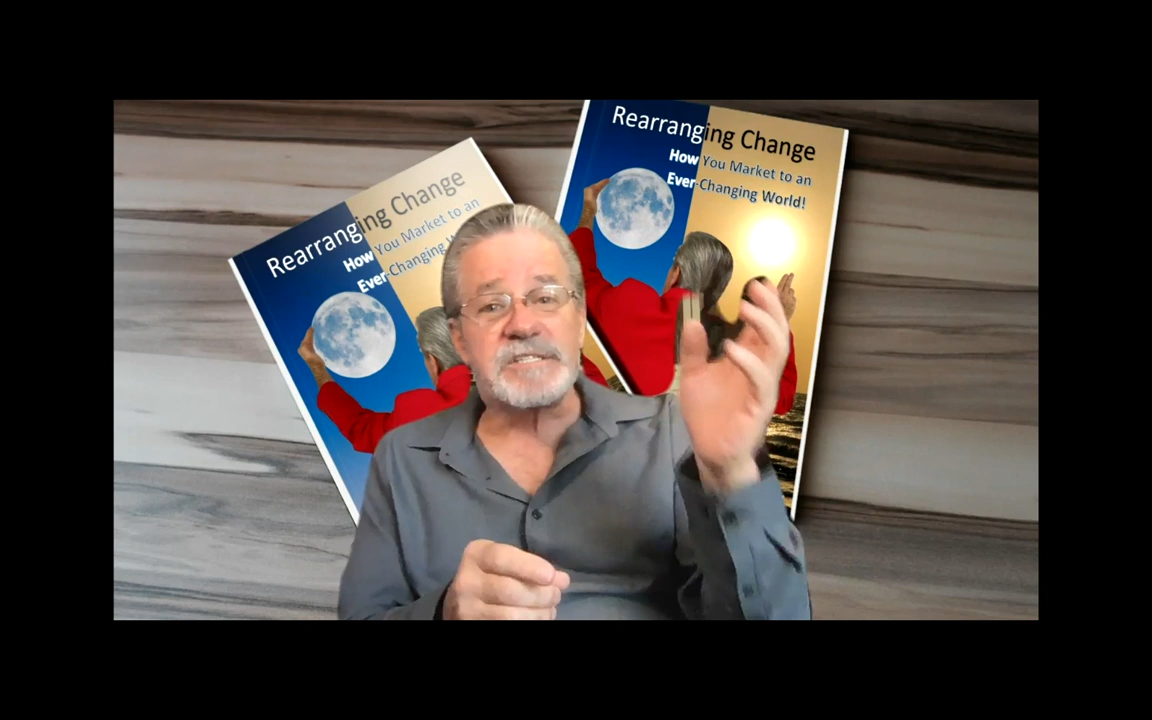 Rearranging Change
How You Market to an
Ever-Changing
Rearranging Change
How You Market to an
Ever-Changing World!